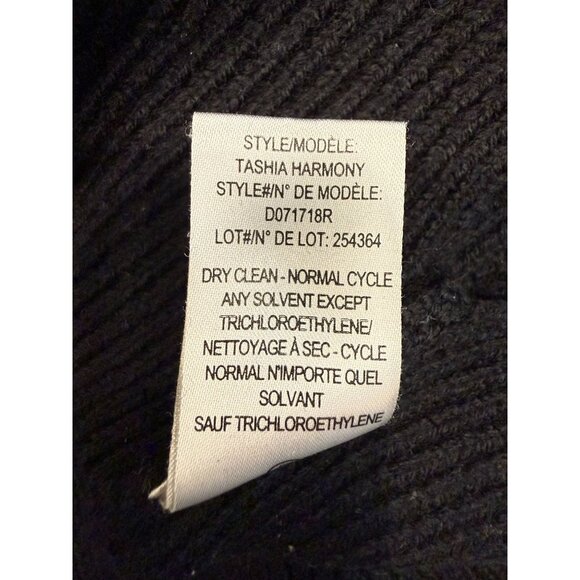 STYLE/MODÈLE:
TASHIA HARMONY
STYLE#/N° DE MODÈLE:
D071718R
LOT#/N° DE LOT: 254364
DRY CLEAN - NORMAL CYCLE
ANY SOLVENT EXCEPT
TRICHLOROETHYLENE/
NETTOYAGE À SEC - CYCLE
NORMAL N'IMPORTE QUEL
SOLVANT
SAUF TRICHLOROETHYLENE